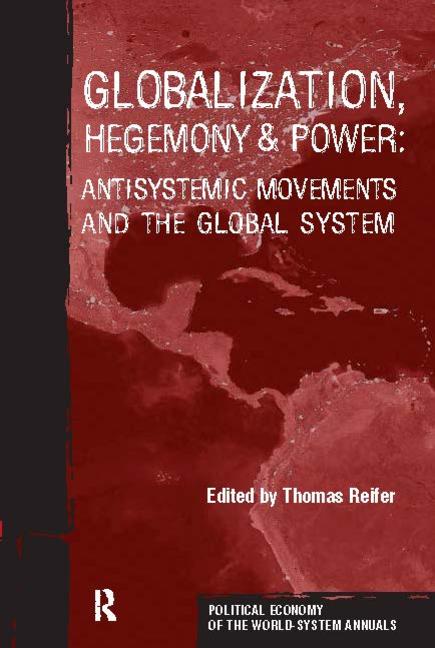 GLOBALIZATION,
HEGEMONY & POWER:
ANTISYSTEMIC MOVEMENTS
AND THE GLOBAL SYSTEM
Edited by Thomas Reifer
R
POLITICAL ECONOMY
OF THE WORLD-SYSTEM ANNUALS